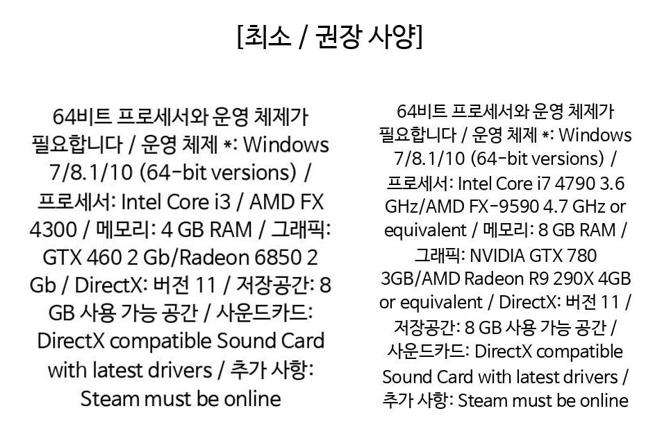 [최소 / 권장 사양]
64비트 프로세서와 운영 체제가
필요합니다 / 운영 체제 *: Windows
7/8.1/10 (64-bit versions) /
프로세서: Intel Core i3 / AMD FX
4300 / 메모리: 4 GB RAM / 그래픽:
GTX 460 2 Gb/Radeon 6850 2
Gb / DirectX: 버전 11 / 저장공간: 8
GB 사용 가능 공간 / 사운드카드:
DirectX compatible Sound Card
with latest drivers / 추가 사항:
Steam must be online
64비트 프로세서와 운영 체제가
필요합니다 / 운영 체제 *: Windows
7/8.1/10 (64-bit versions) /
프로세서: Intel Core i7 4790 3.6
GHz/AMD FX-9590 4.7 GHz or
equivalent / 메모리: 8 GB RAM /
그래픽: NVIDIA GTX 780
3GB/AMD Radeon R9 290X 4GB
or equivalent / DirectX: 버전 11 /
저장공간: 8 GB 사용 가능 공간 /
사운드카드: DirectX compatible
Sound Card with latest drivers /
추가 사항: Steam must be online